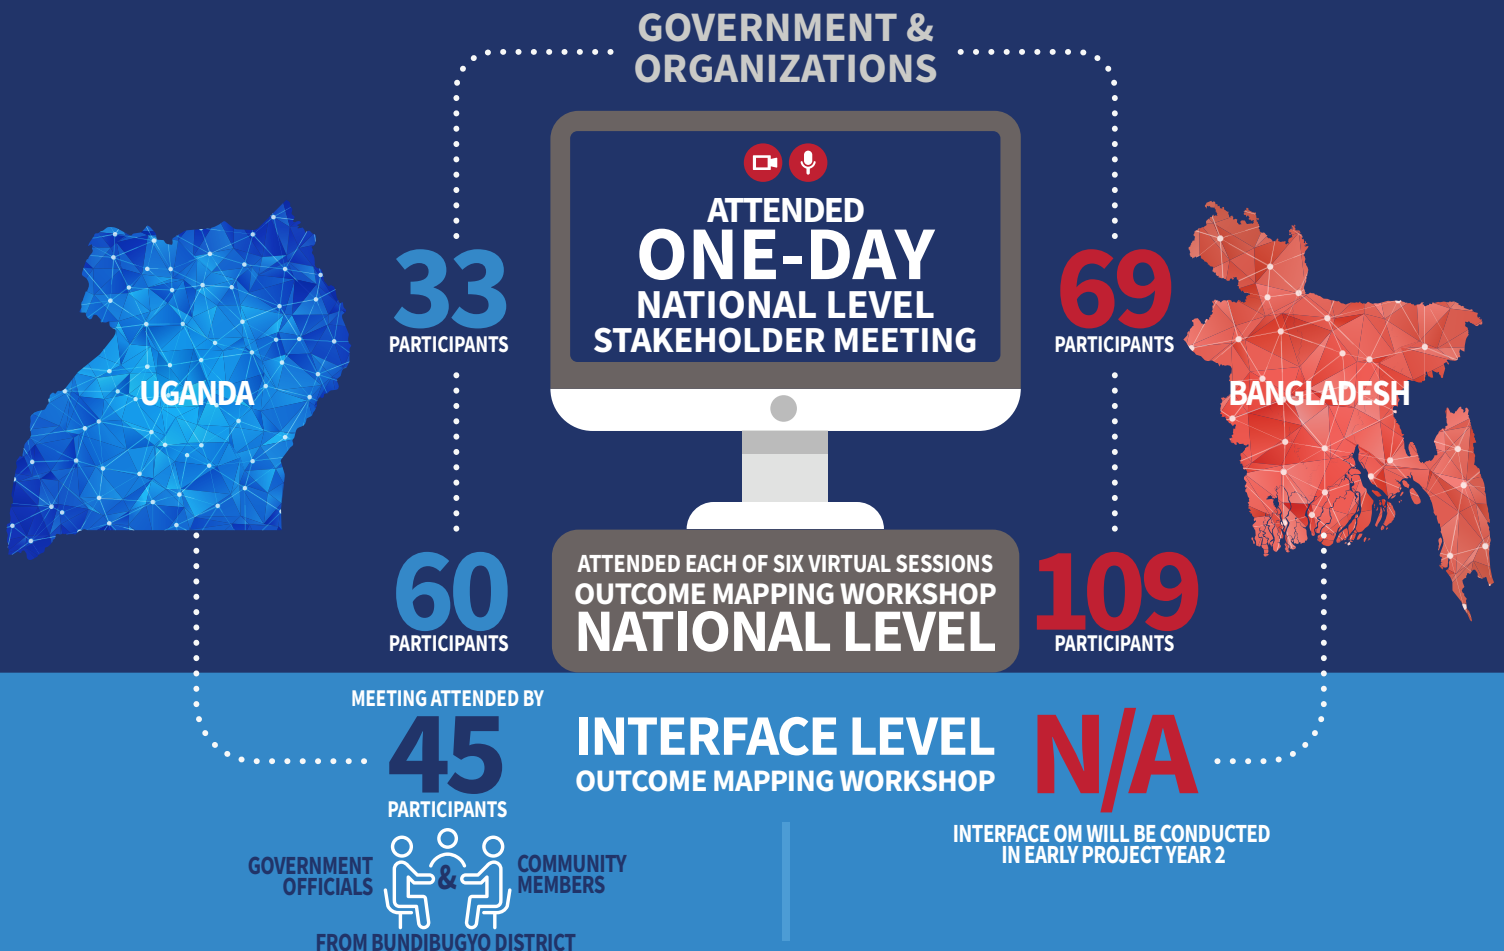 GOVERNMENT &
ORGANIZATIONS
ATTENDED
ONE-DAY
NATIONAL LEVEL
STAKEHOLDER MEETING
33
PARTICIPANTS
69
PARTICIPANTS
UGANDA
BANGLADESH
60
PARTICIPANTS
ATTENDED EACH OF SIX VIRTUAL SESSIONS
OUTCOME MAPPING WORKSHOP
NATIONAL LEVEL
109
PARTICIPANTS
MEETING ATTENDED BY
45
PARTICIPANTS
INTERFACE LEVEL
OUTCOME MAPPING WORKSHOP
N/A
INTERFACE OM WILL BE CONDUCTED
IN EARLY PROJECT YEAR 2
GOVERNMENT
OFFICIALS
&
COMMUNITY
MEMBERS
FROM BUNDIBUGYO DISTRICT